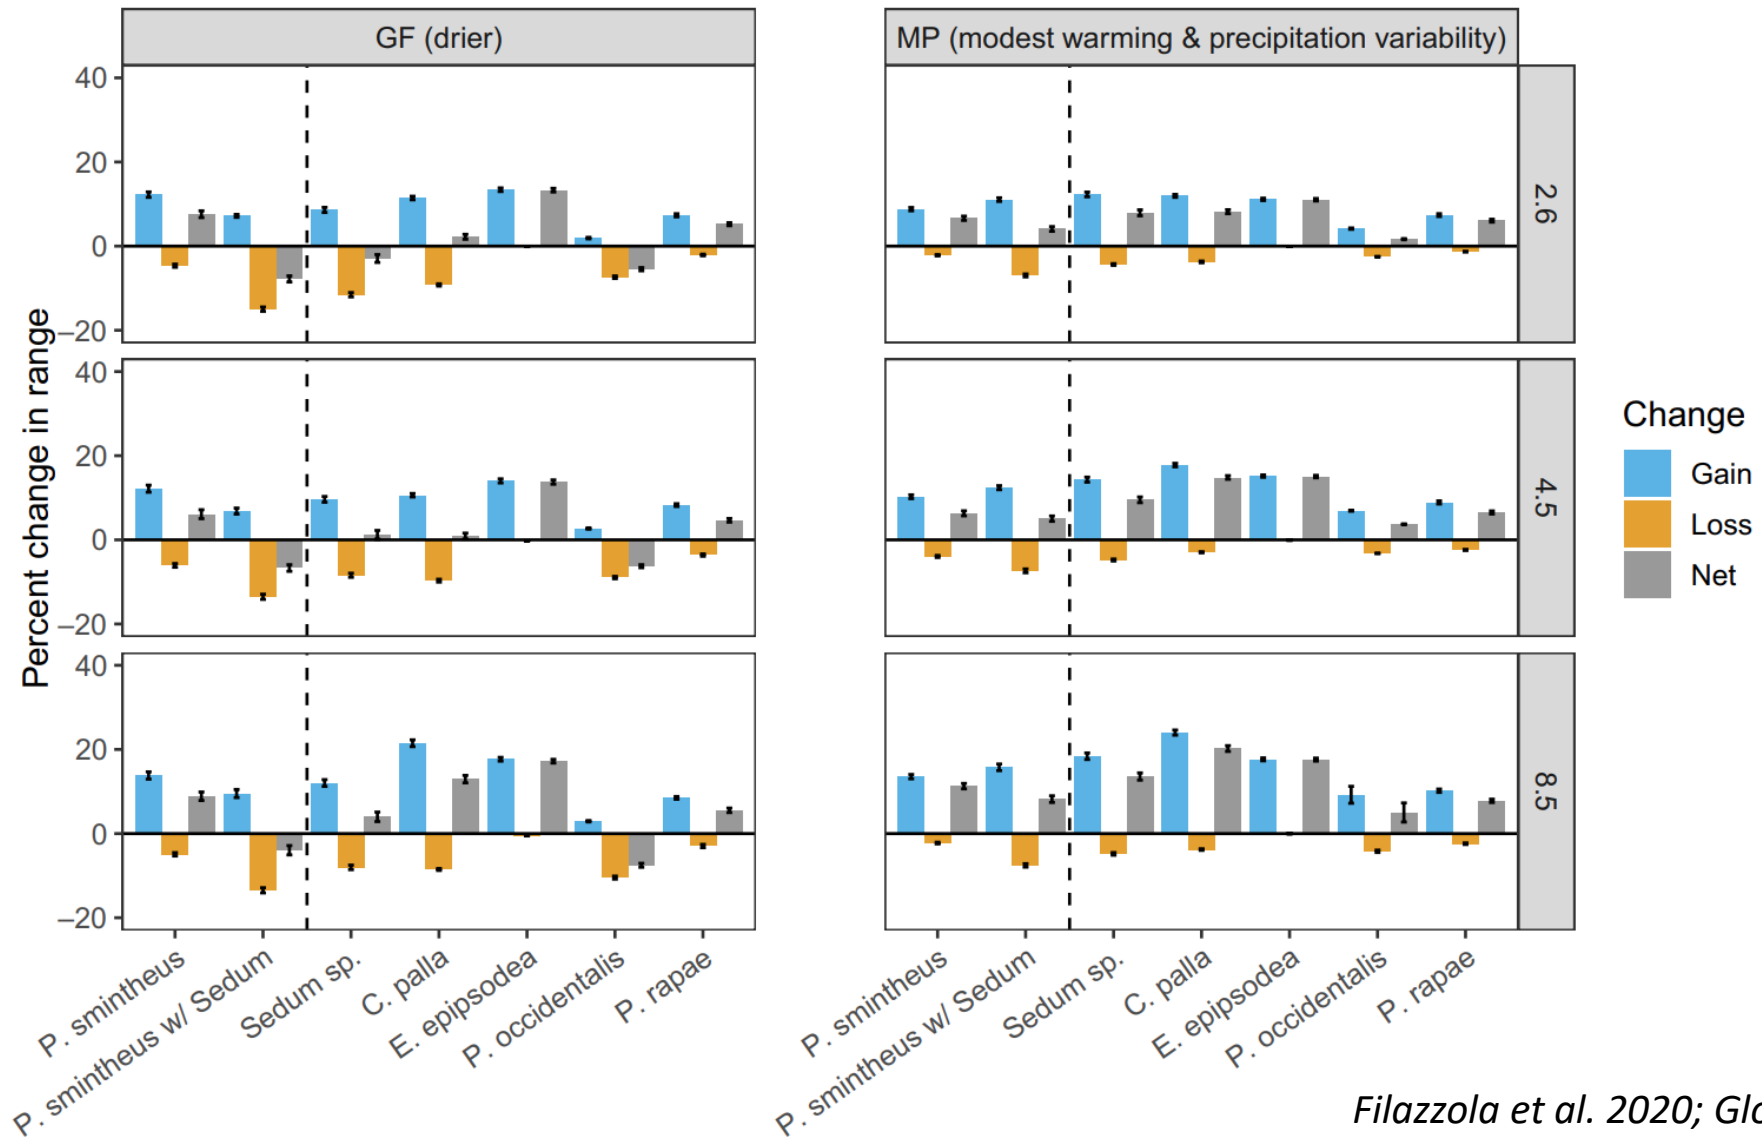 GF (drier)
MP (modest warming & precipitation variability)
Percent change in range
40
20
0
−20
2.6
40
20
0
−20
4.5
40
20
0
−20
8.5
P. smintheus
P. smintheus w/ Sedum
Sedum sp.
C. palla
E. epipsodea
P. occidentalis
P. rapae
P. smintheus
P. smintheus w/ Sedum
Sedum sp.
C. palla
E. epipsodea
P. occidentalis
P. rapae
Change
Gain
Loss
Net
Filazzola et al. 2020;